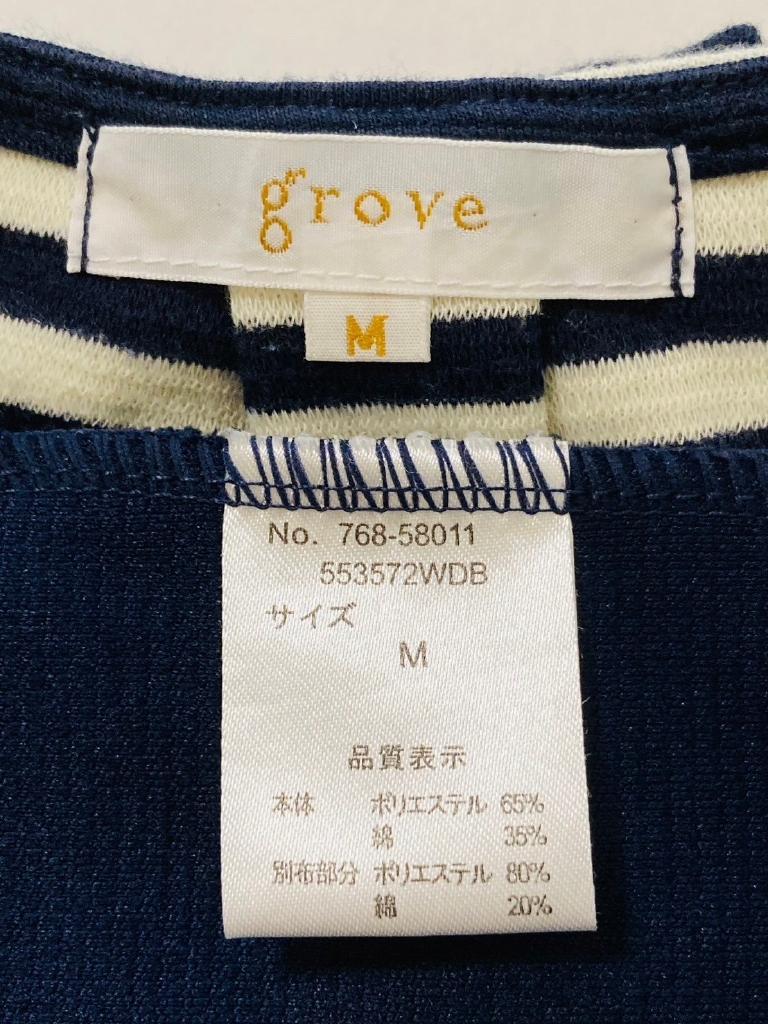 grove
M
No. 768-58011
553572WDB
サイズ
M
品質表示
本体 ポリエステル 65%
綿 35%
別布部分 ポリエステル 80%
綿 20%